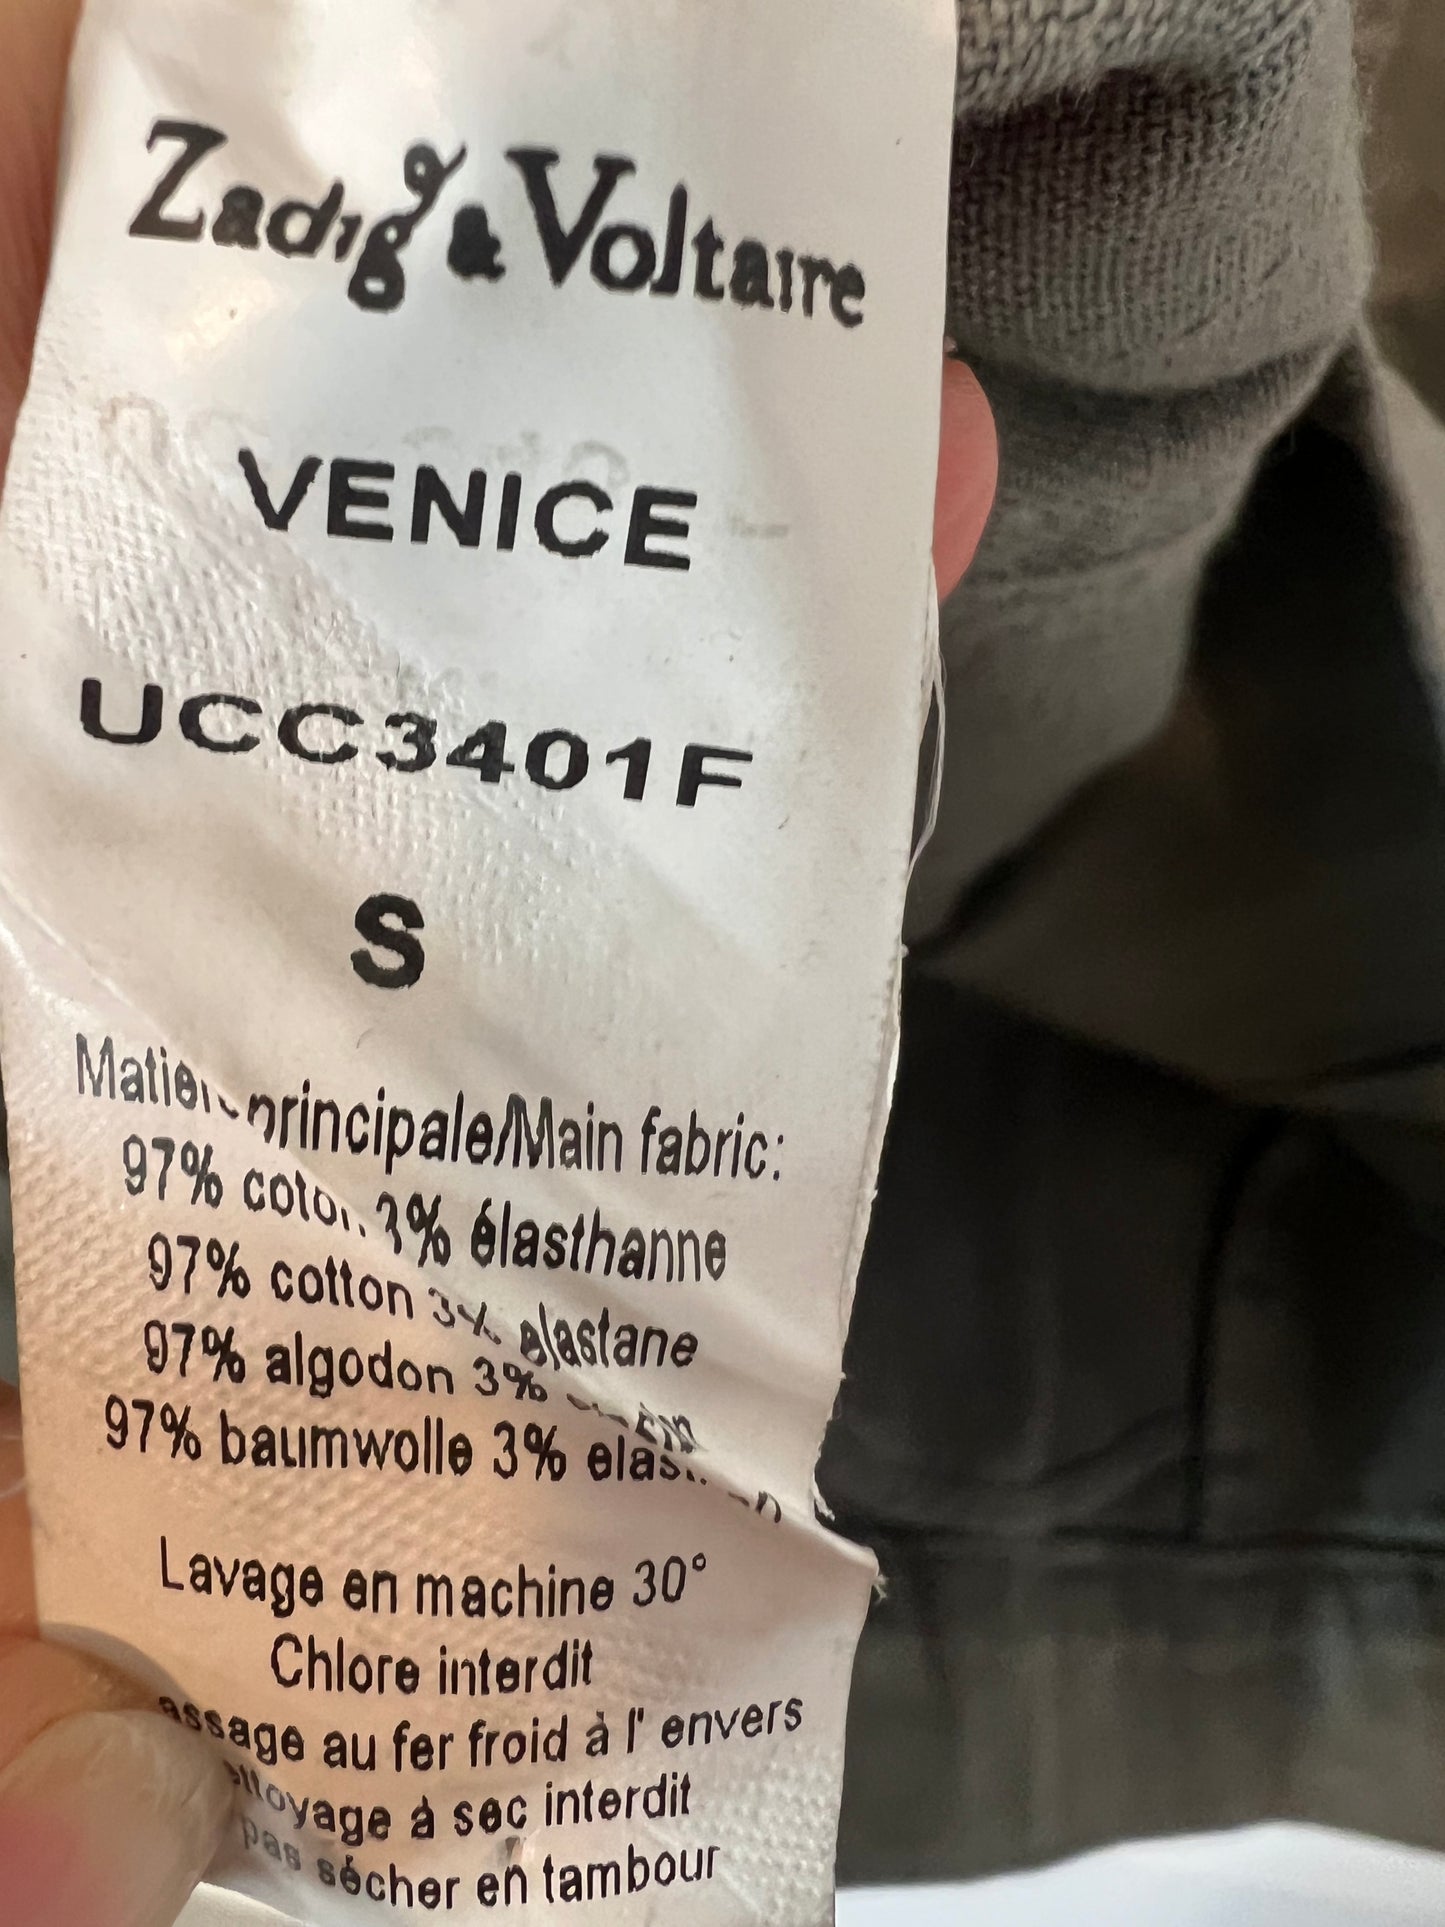 Zadig & Voltaire
VENICE
UCC3401F
S
principale/Main fabric:
97% 3% élasthanne
97% cotton 3% elastane
97% algodon 3%
97% baumwolle 3%
Lavage en machine 30°
Chlore interdit
au fer froid à l' envers
à sec interdit
pas sécher en tambour